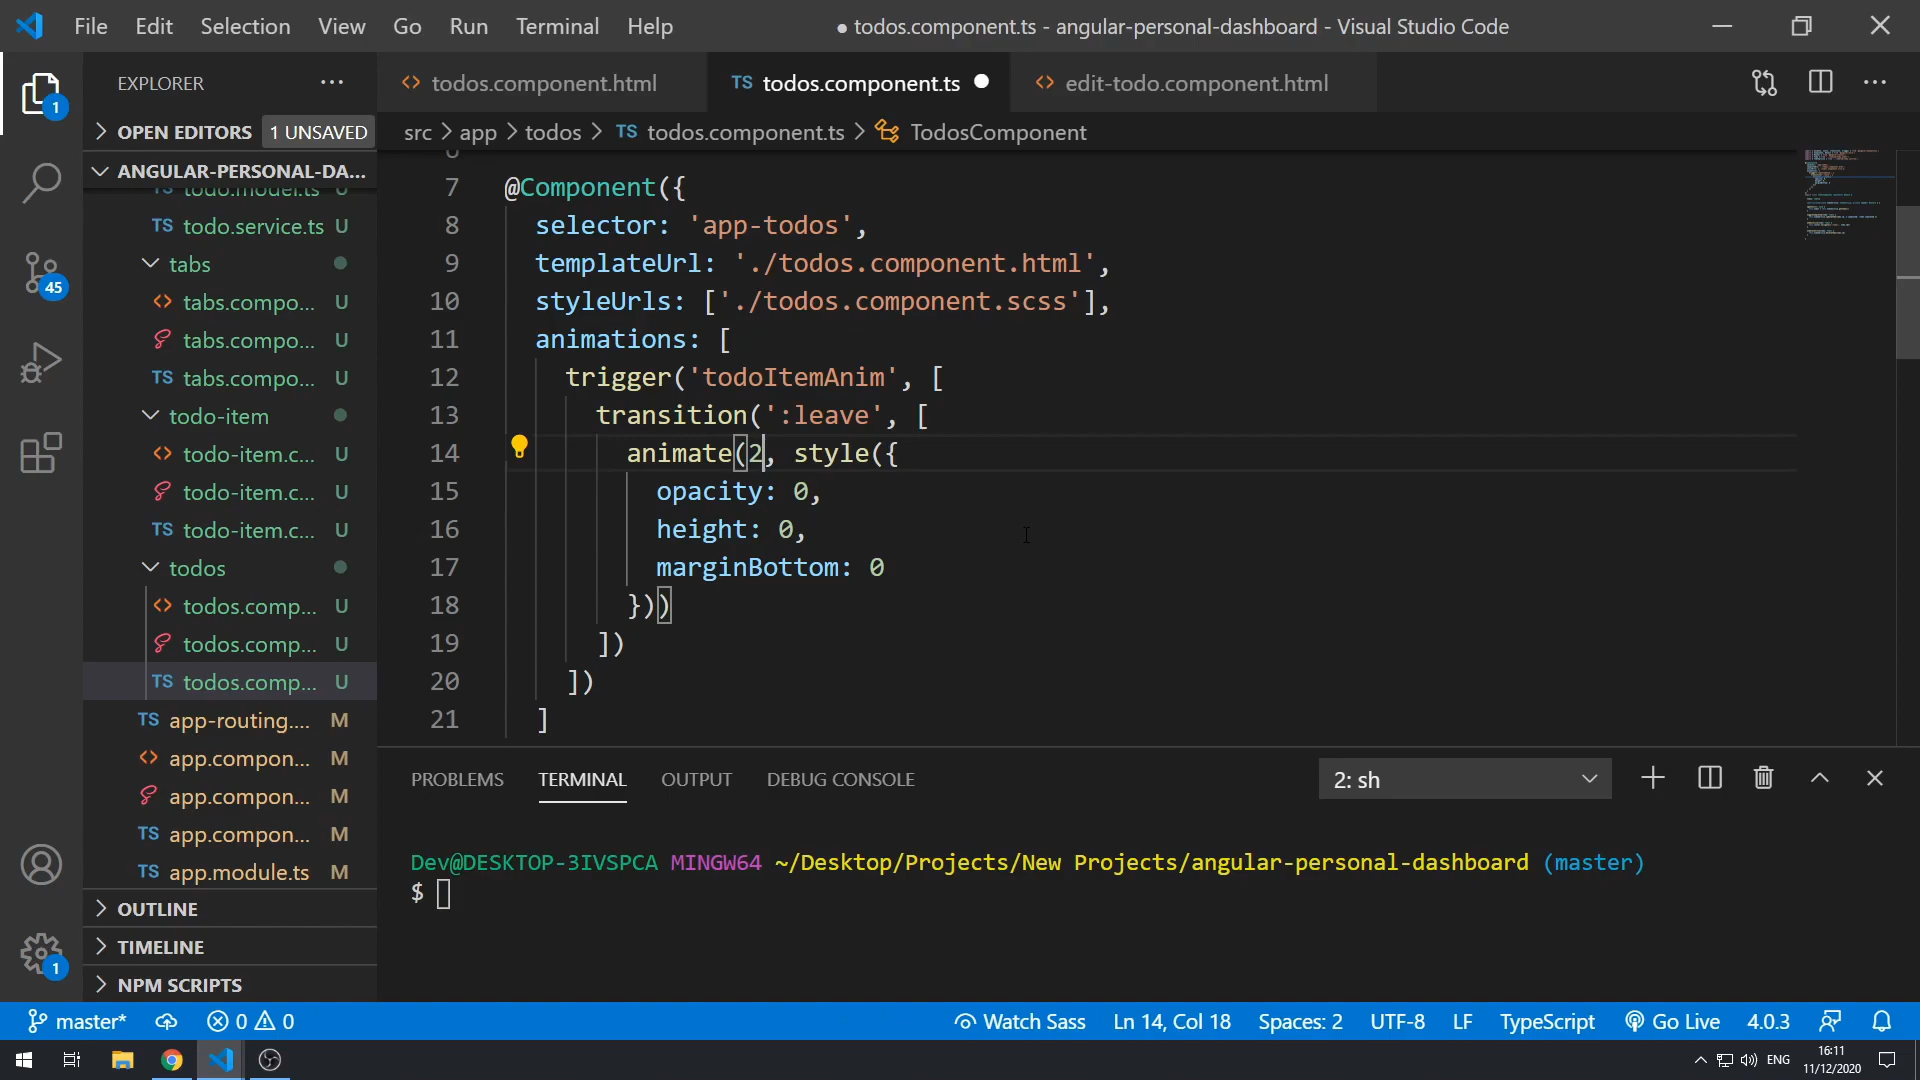 File Edit Selection View Go Run Terminal Help
● todos.component.ts - angular-personal-dashboard - Visual Studio Code
EXPLORER
todos.component.html
TS todos.component.ts
edit-todo.component.html
OPEN EDITORS 1 UNSAVED
src > app > todos > TS todos.component.ts > TodosComponent
ANGULAR-PERSONAL-DA...
TS todo.model.ts U
TS todo.service.ts U
tabs
tabs.compo... U
tabs.compo... U
TS tabs.compo... U
todo-item
todo-item.c... U
todo-item.c... U
TS todo-item.c... U
todos
todos.comp... U
todos.comp... U
TS todos.comp... U
TS app-routing.... M
app.compon... M
app.compon... M
TS app.compon... M
TS app.module.ts M
OUTLINE
TIMELINE
NPM SCRIPTS
1
45
1
6
7 @Component({
8 selector: 'app-todos',
9 templateUrl: './todos.component.html',
10 styleUrls: ['./todos.component.scss'],
11 animations: [
12 trigger('todoItemAnim', [
13 transition(':leave', [
14 animate(2, style({
15 opacity: 0,
16 height: 0,
17 marginBottom: 0
18 }))
19 ])
20 ])
21 ]
PROBLEMS TERMINAL OUTPUT DEBUG CONSOLE
2: sh
Dev@DESKTOP-3IVSPCA MINGW64 ~/Desktop/Projects/New Projects/angular-personal-dashboard (master)
$
master* 0 0 Watch Sass Ln 14, Col 18 Spaces: 2 UTF-8 LF TypeScript Go Live 4.0.3
ENG
16:11
11/12/2020